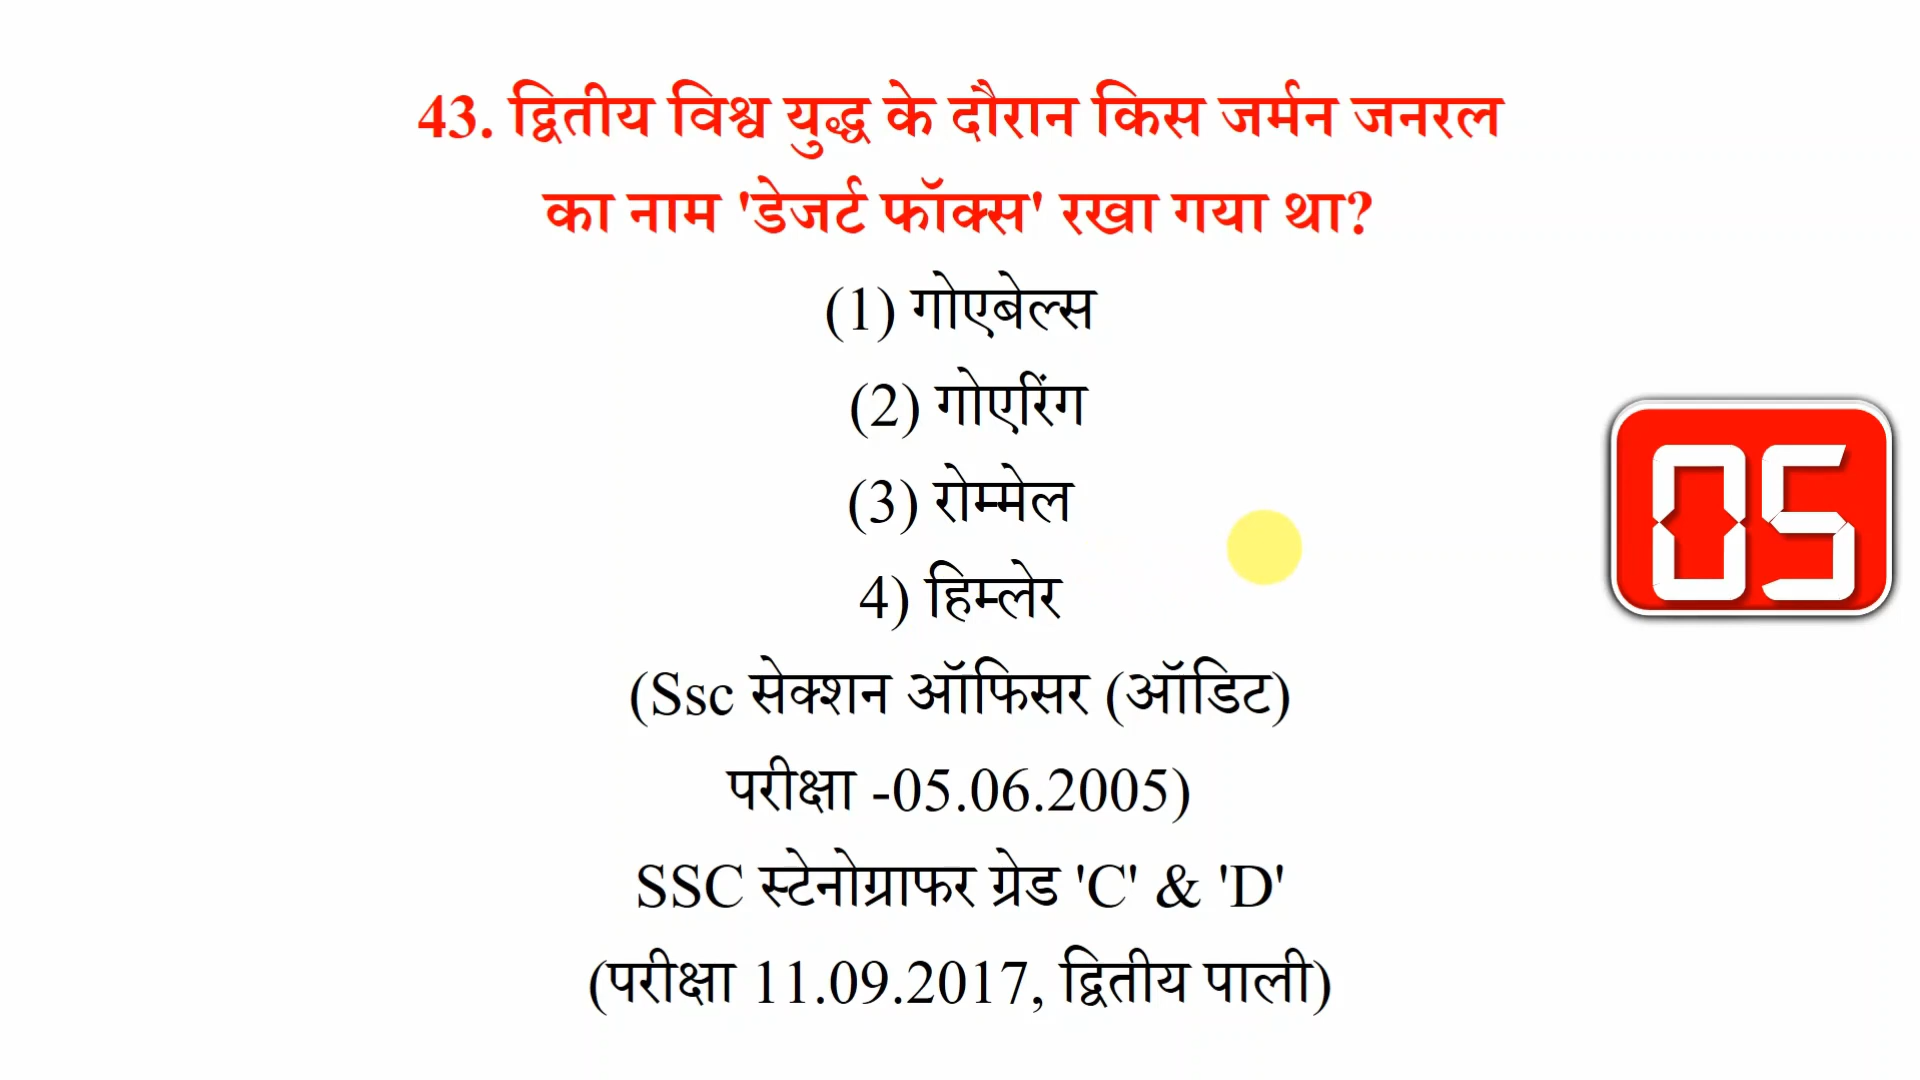 43. द्वितीय विश्व युद्ध के दौरान किस जर्मन जनरल
का नाम 'डेजर्ट फॉक्स' रखा गया था?
(1) गोएबेल्स
(2) गोएरिंग
(3) रोम्मेल
4) हिम्लेर
(Ssc सेक्शन ऑफिसर (ऑडिट)
परीक्षा -05.06.2005)
SSC स्टेनोग्राफर ग्रेड 'C' & 'D'
(परीक्षा 11.09.2017, द्वितीय पाली)
05